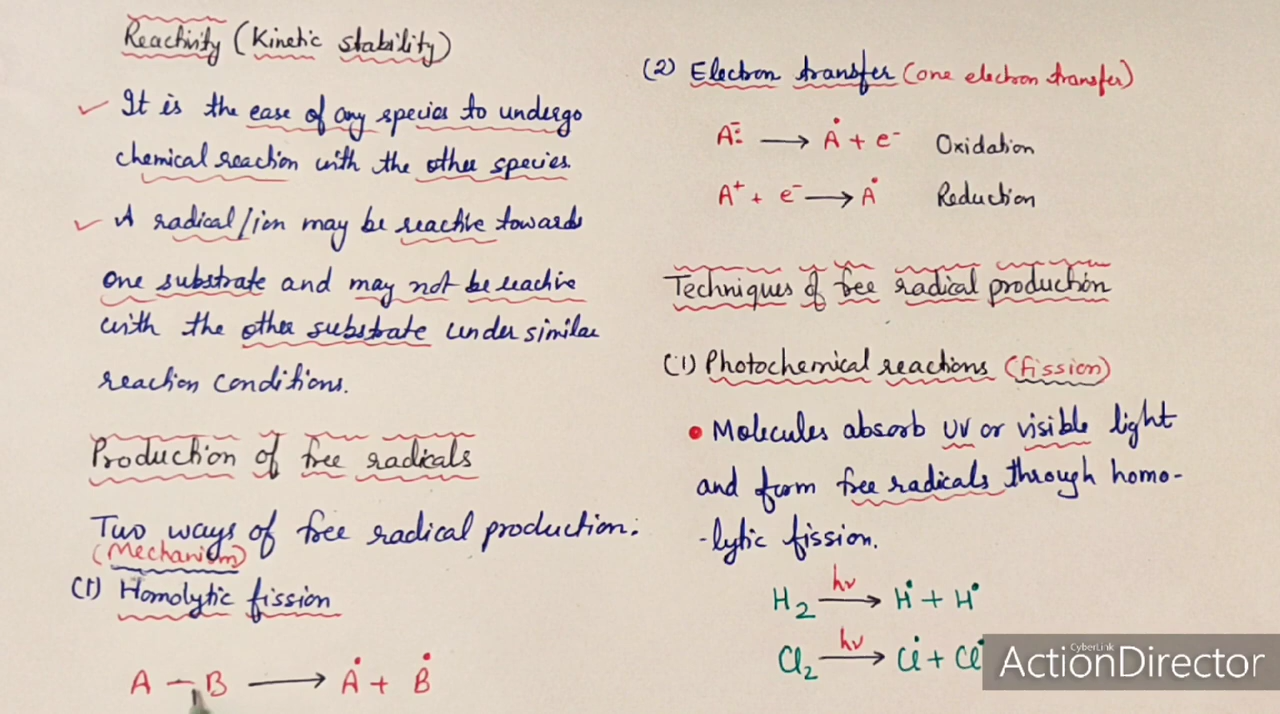 Reactivity (Kinetic stability)
It is the ease of any species to undergo
chemical reaction with the other species.
A radical/ion may be reactive towards
one substrate and may not be reactive
with the other substrate under similar
reaction conditions.
Production of free radicals
Two ways of free radical production:
(Mechanism)
(1) Homolytic fission
A — B ⟶ Ȧ + Ḃ
(2) Electron transfer (one electron transfer)
A:⁻ ⟶ Ȧ + e⁻ Oxidation
A⁺ + e⁻ ⟶ A• Reduction
Techniques of free radical production
(1) Photochemical reactions (fission)
• Molecules absorb UV or visible light
and form free radicals through homo-
-lytic fission.
H₂ hν⟶ H• + H•
Cl₂ hν⟶ Cl• + Cl•
CyberLink
ActionDirector